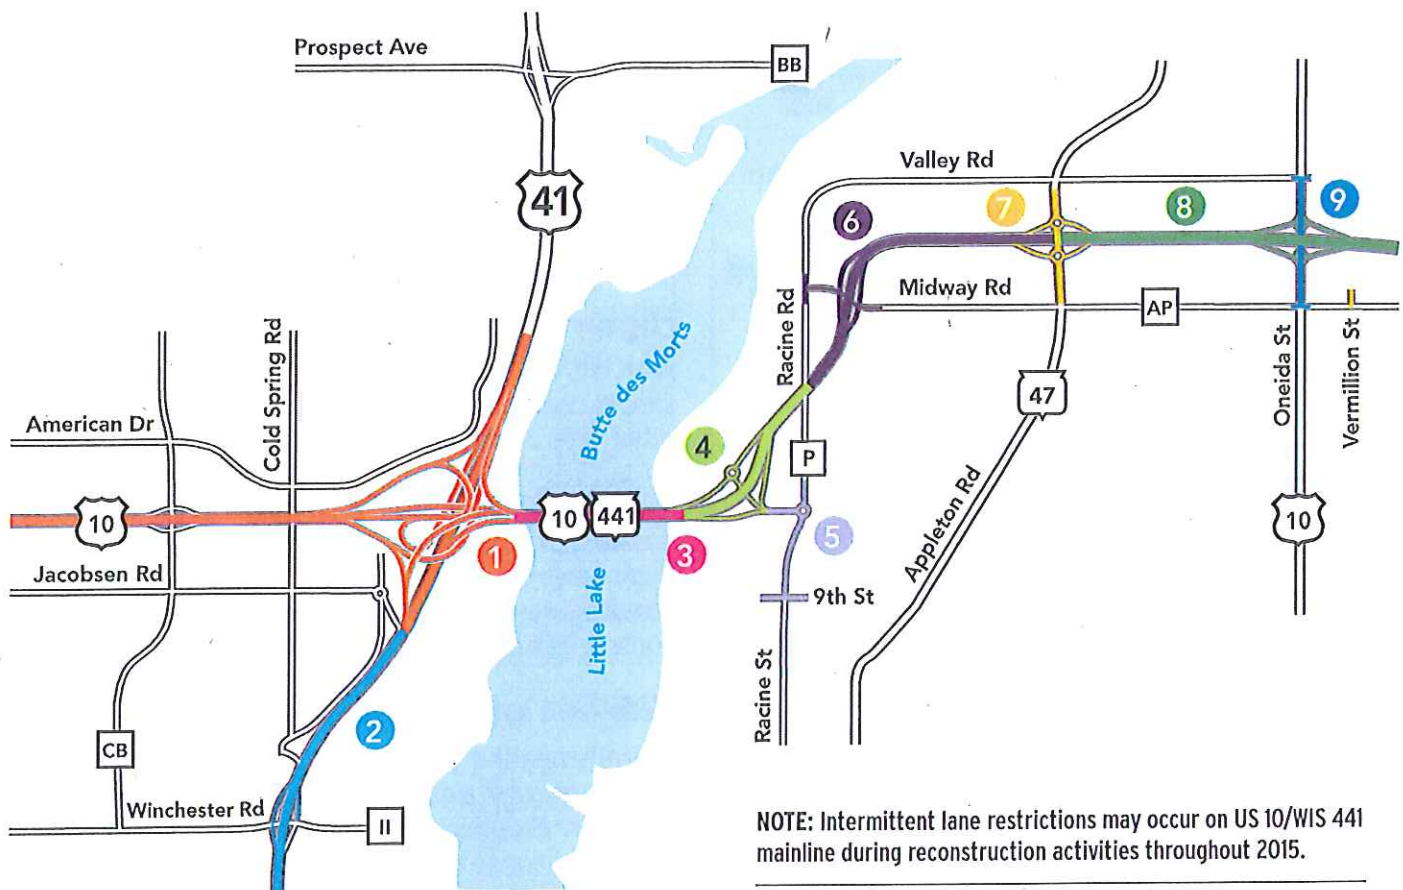 Prospect Ave
BB
41
Valley Rd
6
7
8
9
Midway Rd
AP
Racine Rd
Butte des Morts
Cold Spring Rd
American Dr
47
Oneida St
Vermillion St
4
P
10
10
441
10
1
3
5
Jacobsen Rd
Appleton Rd
9th St
Little Lake
Racine St
2
CB
Winchester Rd
II
NOTE: Intermittent lane restrictions may occur on US 10/WIS 441
mainline during reconstruction activities throughout 2015.